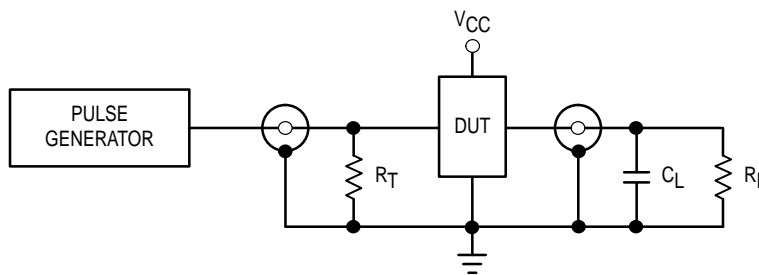 VCC
PULSE
GENERATOR
DUT
RT
CL
R